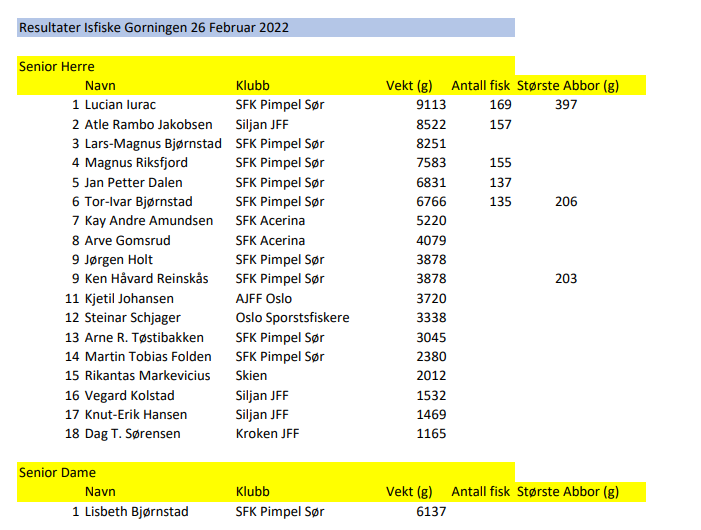 Resultater Isfiske Gorningen 26 Februar 2022
Senior Herre
Navn Klubb Vekt (g) Antall fisk Største Abbor (g)
1 Lucian Iurac SFK Pimpel Sør 9113 169 397
2 Atle Rambo Jakobsen Siljan JFF 8522 157
3 Lars-Magnus Bjørnstad SFK Pimpel Sør 8251
4 Magnus Riksfjord SFK Pimpel Sør 7583 155
5 Jan Petter Dalen SFK Pimpel Sør 6831 137
6 Tor-Ivar Bjørnstad SFK Pimpel Sør 6766 135 206
7 Kay Andre Amundsen SFK Acerina 5220
8 Arve Gomsrud SFK Acerina 4079
9 Jørgen Holt SFK Pimpel Sør 3878
9 Ken Håvard Reinskås SFK Pimpel Sør 3878 203
11 Kjetil Johansen AJFF Oslo 3720
12 Steinar Schjager Oslo Sporstsfiskere 3338
13 Arne R. Tøstibakken SFK Pimpel Sør 3045
14 Martin Tobias Folden SFK Pimpel Sør 2380
15 Rikantas Markevicius Skien 2012
16 Vegard Kolstad Siljan JFF 1532
17 Knut-Erik Hansen Siljan JFF 1469
18 Dag T. Sørensen Kroken JFF 1165
Senior Dame
Navn Klubb Vekt (g) Antall fisk Største Abbor (g)
1 Lisbeth Bjørnstad SFK Pimpel Sør 6137